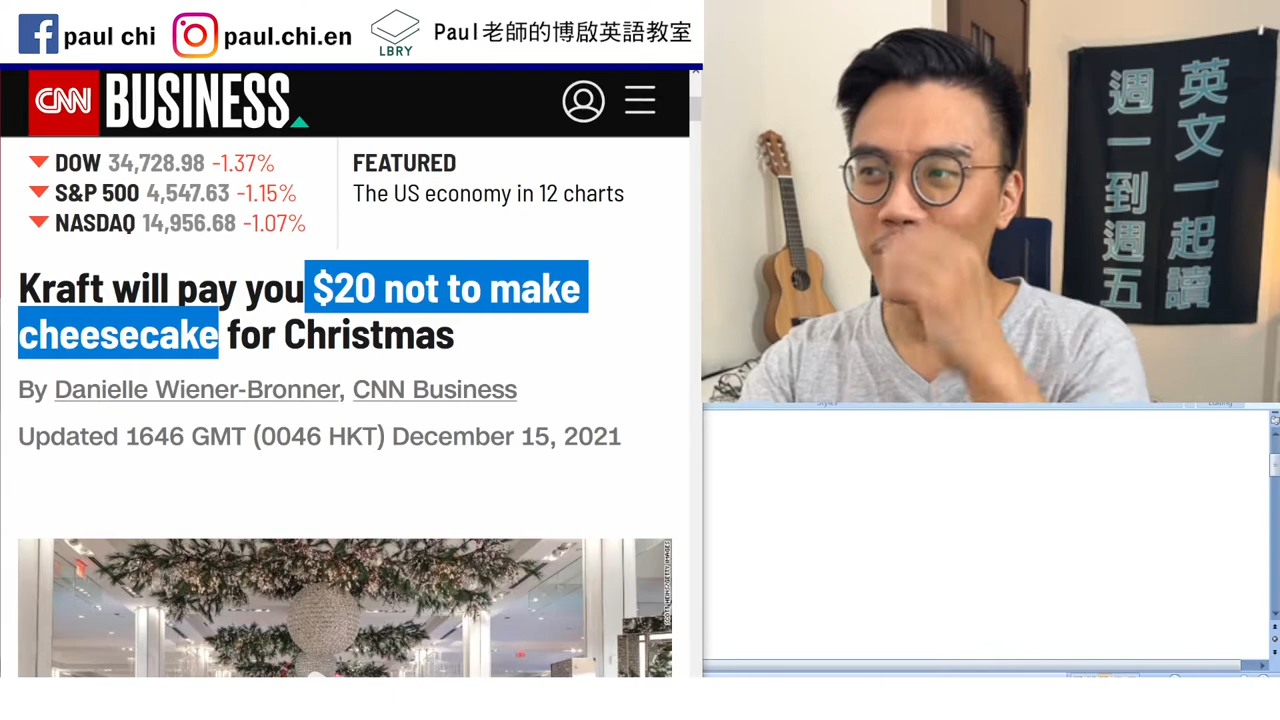 paul chi
paul.chi.en
LBRY
Paul老師的博啟英語教室
CNN BUSINESS
DOW 34,728.98 -1.37%
S&P 500 4,547.63 -1.15%
NASDAQ 14,956.68 -1.07%
FEATURED
The US economy in 12 charts
Kraft will pay you $20 not to make
cheesecake for Christmas
By Danielle Wiener-Bronner, CNN Business
Updated 1646 GMT (0046 HKT) December 15, 2021
英文一起讀
週一到週五